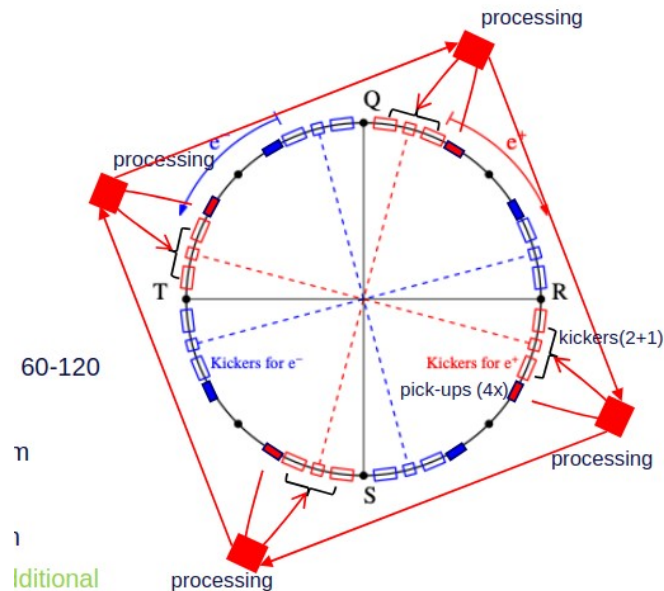 processing
Q
e⁻
e⁺
processing
T
R
kickers(2+1)
60-120
Kickers for e⁻
Kickers for e⁺
pick-ups (4x)
m
processing
S
processing